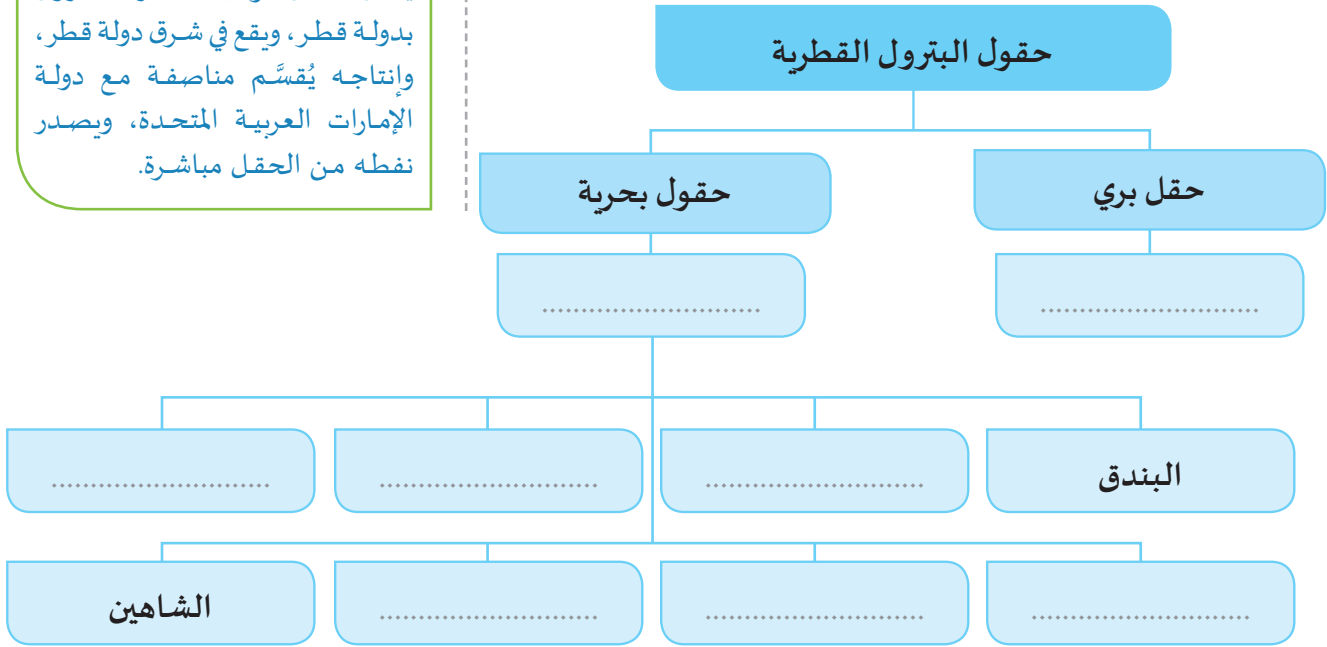 حقول البترول القطرية
حقل بري
حقول بحرية
...........................
...........................
البندق
...........................
...........................
...........................
...........................
...........................
...........................
الشاهين
بدولة قطر، ويقع في شرق دولة قطر،
وإنتاجه يُقسَّم مناصفة مع دولة
الإمارات العربية المتحدة، ويصدر
نفطه من الحقل مباشرة.